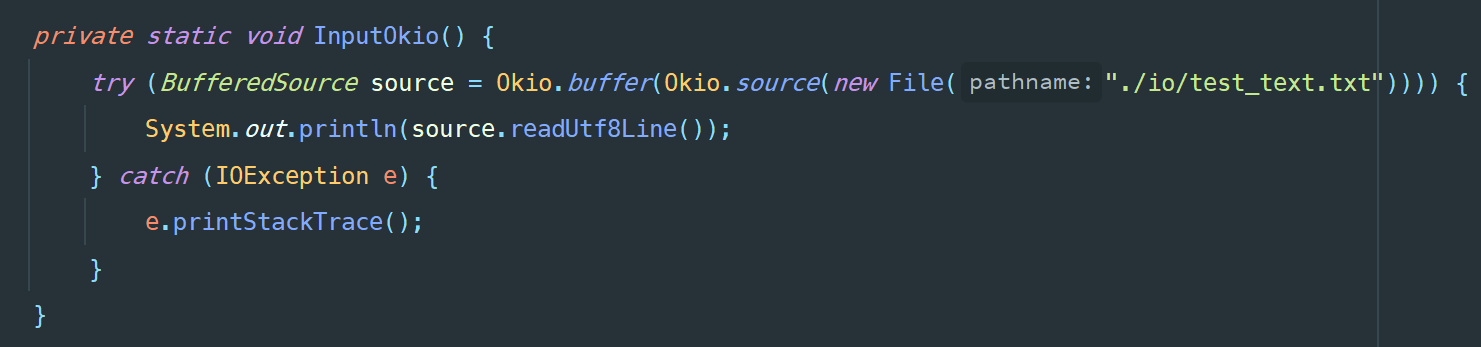 private static void InputOkio() {
    try (BufferedSource source = Okio.buffer(Okio.source(new File( pathname: "./io/test_text.txt")))) {
        System.out.println(source.readUtf8Line());
    } catch (IOException e) {
        e.printStackTrace();
    }
}